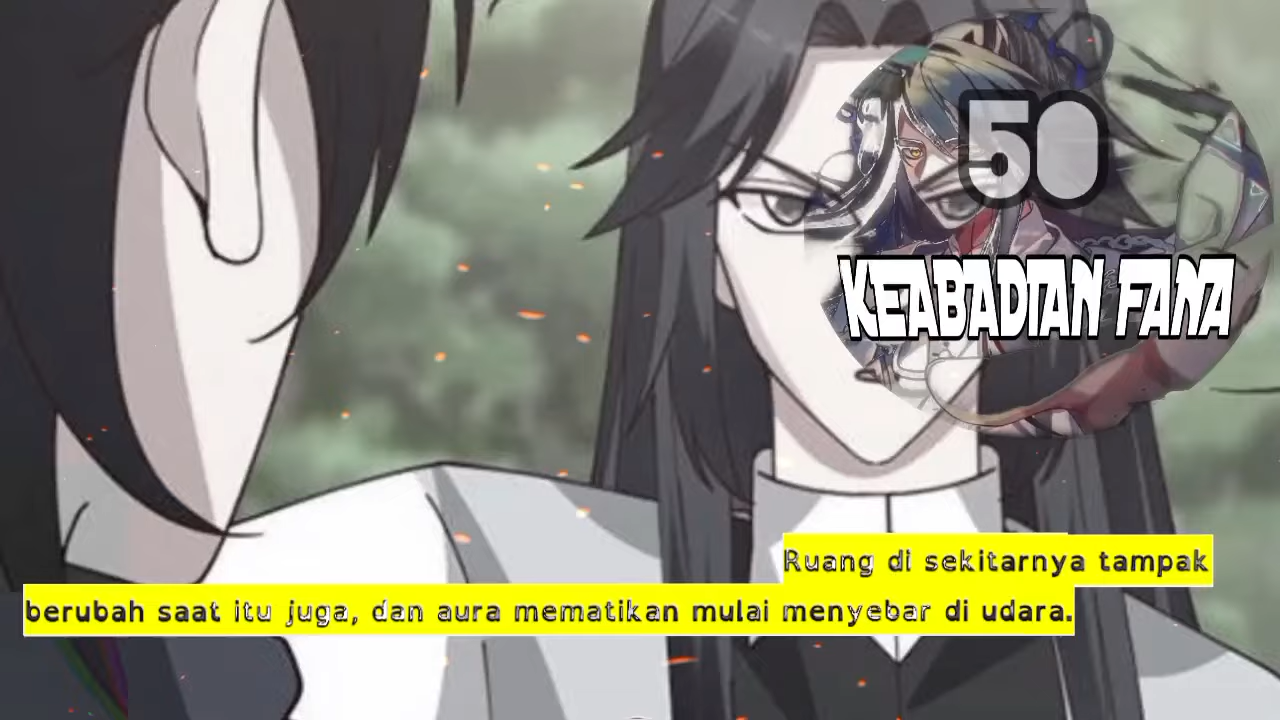 50
KEABADIAN FANA
Ruang di sekitarnya tampak
berubah saat itu juga, dan aura mematikan mulai menyebar di udara.